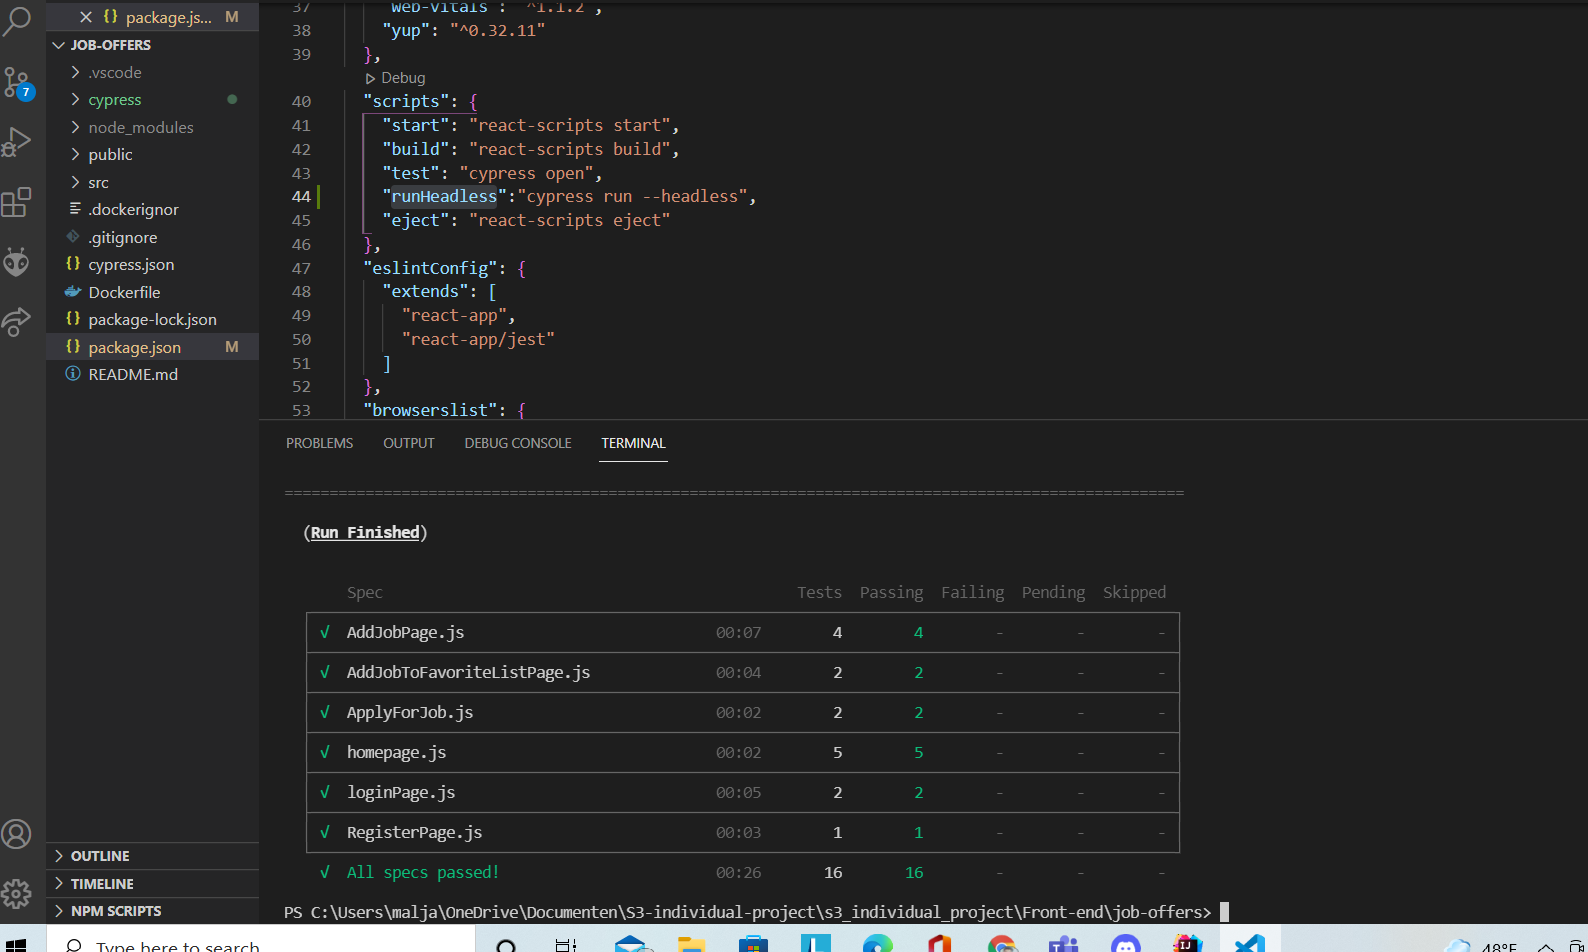 package.js... M
JOB-OFFERS
.vscode
cypress
node_modules
public
src
.dockerignor
.gitignore
cypress.json
Dockerfile
package-lock.json
package.json M
README.md
OUTLINE
TIMELINE
NPM SCRIPTS
7
37 "web-vitals": "^1.1.2",
38 "yup": "^0.32.11"
39 },
Debug
40 "scripts": {
41 "start": "react-scripts start",
42 "build": "react-scripts build",
43 "test": "cypress open",
44 "runHeadless":"cypress run --headless",
45 "eject": "react-scripts eject"
46 },
47 "eslintConfig": {
48 "extends": [
49 "react-app",
50 "react-app/jest"
51 ]
52 },
53 "browserslist": {
PROBLEMS OUTPUT DEBUG CONSOLE TERMINAL
====================================================================================================
(Run Finished)
Spec Tests Passing Failing Pending Skipped
√ AddJobPage.js 00:07 4 4 - - -
√ AddJobToFavoriteListPage.js 00:04 2 2 - - -
√ ApplyForJob.js 00:02 2 2 - - -
√ homepage.js 00:02 5 5 - - -
√ loginPage.js 00:05 2 2 - - -
√ RegisterPage.js 00:03 1 1 - - -
√ All specs passed! 00:26 16 16 - - -
PS C:\Users\malja\OneDrive\Documenten\S3-individual-project\s3_individual_project\Front-end\job-offers>
Type here to search
48°F